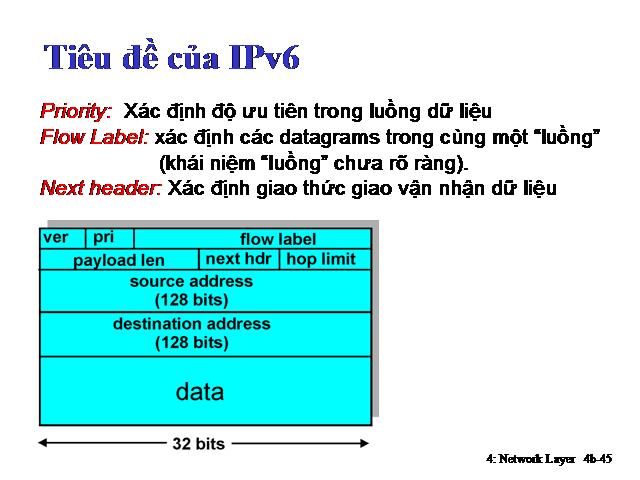 Tiêu đề của IPv6
Priority: Xác định độ ưu tiên trong luồng dữ liệu
Flow Label: xác định các datagrams trong cùng một “luồng”
(khái niệm “luồng” chưa rõ ràng).
Next header: Xác định giao thức giao vận nhận dữ liệu
ver pri flow label
payload len next hdr hop limit
source address
(128 bits)
destination address
(128 bits)
data
32 bits
4: Network Layer 4b-45